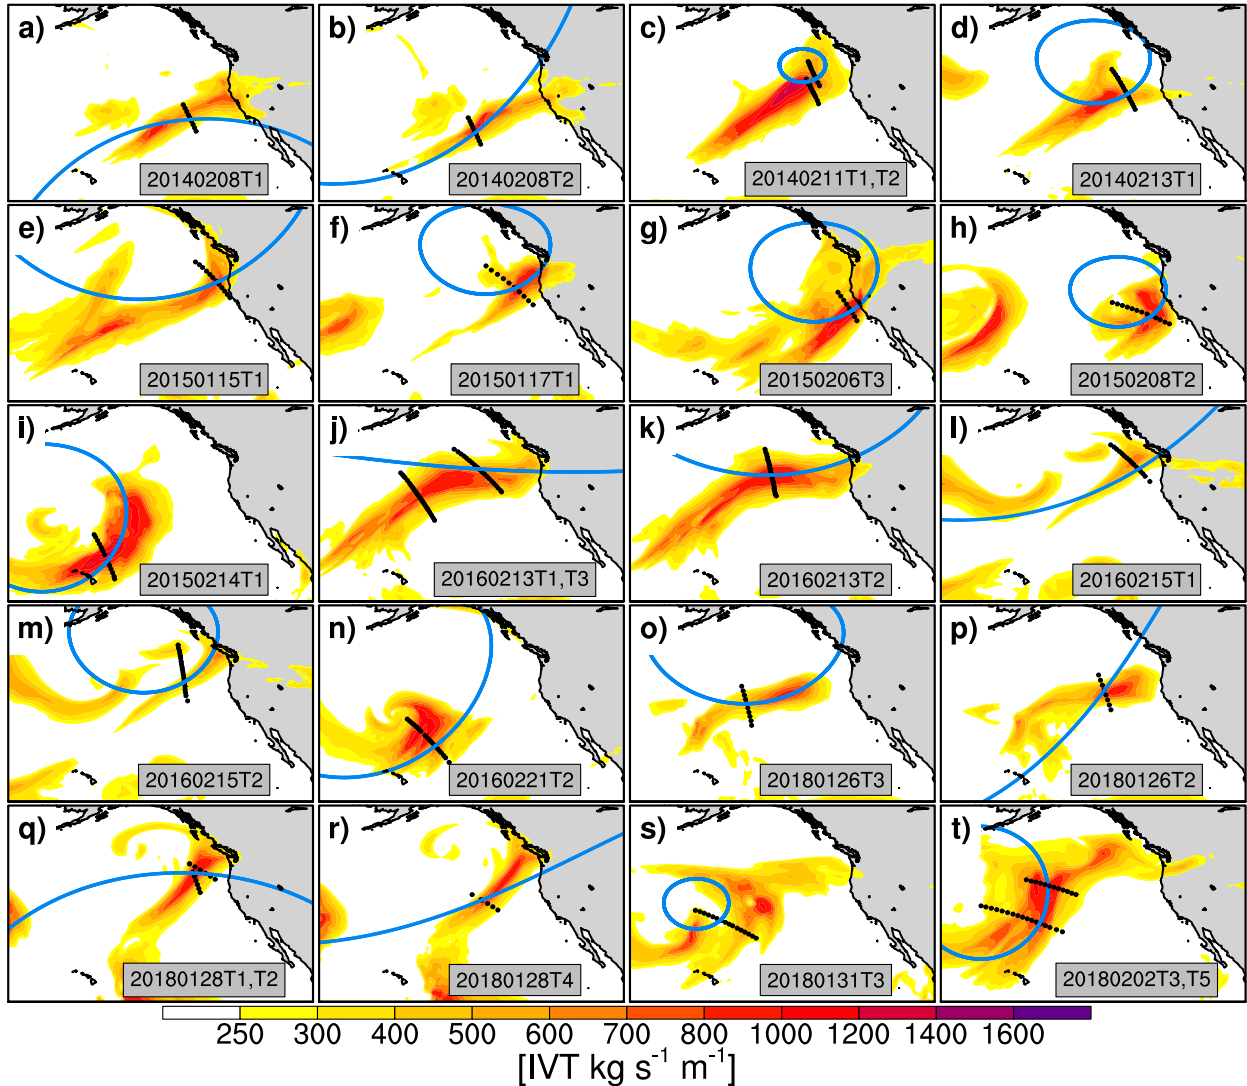 a) b) c) d)
20140208T1 20140208T2 20140211T1,T2 20140213T1
e) f) g) h)
20150115T1 20150117T1 20150206T3 20150208T2
i) j) k) l)
20150214T1 20160213T1,T3 20160213T2 20160215T1
m) n) o) p)
20160215T2 20160221T2 20180126T3 20180126T2
q) r) s) t)
20180128T1,T2 20180128T4 20180131T3 20180202T3,T5
250 300 400 500 600 700 800 1000 1200 1400 1600
[IVT kg s⁻¹ m⁻¹]